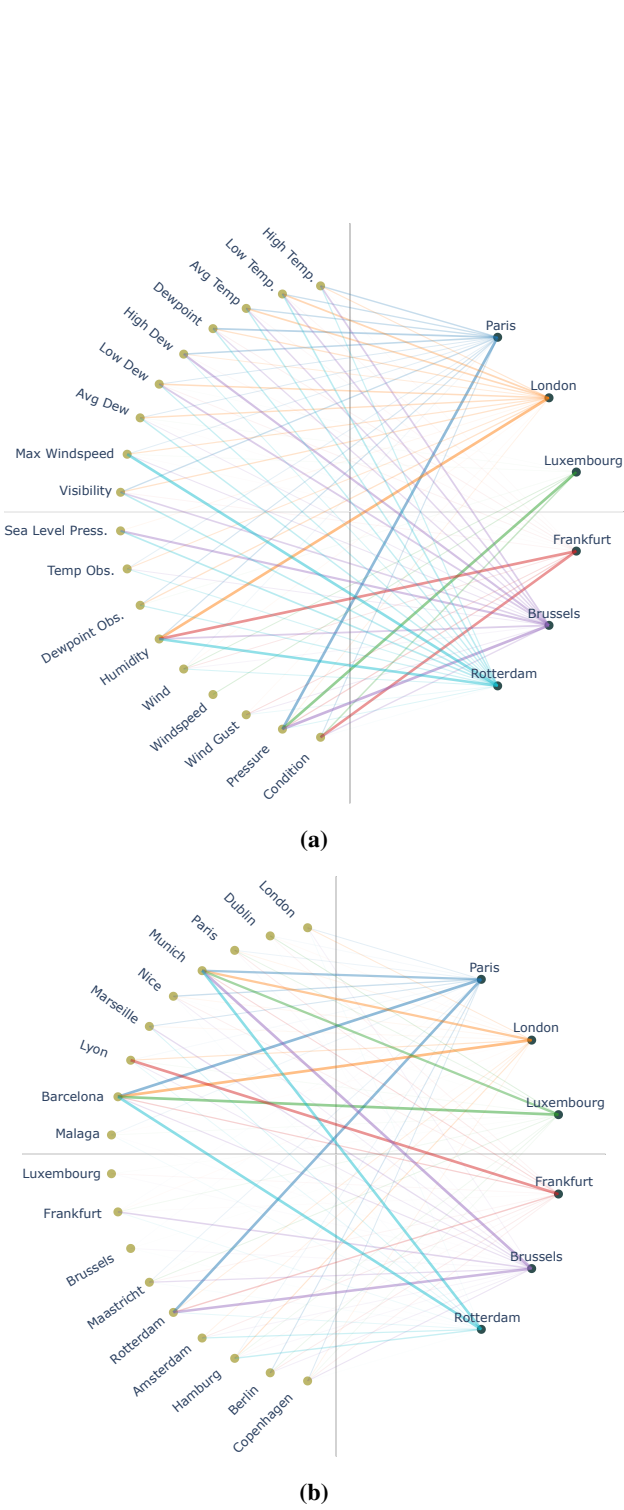 High Temp.
Low Temp.
Avg Temp
Dewpoint
High Dew
Low Dew
Avg Dew
Max Windspeed
Visibility
Sea Level Press.
Temp Obs.
Dewpoint Obs.
Humidity
Wind
Windspeed
Wind Gust
Pressure
Condition
Paris
London
Luxembourg
Frankfurt
Brussels
Rotterdam
(a)
London
Dublin
Paris
Munich
Nice
Marseille
Lyon
Barcelona
Malaga
Luxembourg
Frankfurt
Brussels
Maastricht
Rotterdam
Amsterdam
Hamburg
Berlin
Copenhagen
Paris
London
Luxembourg
Frankfurt
Brussels
Rotterdam
(b)